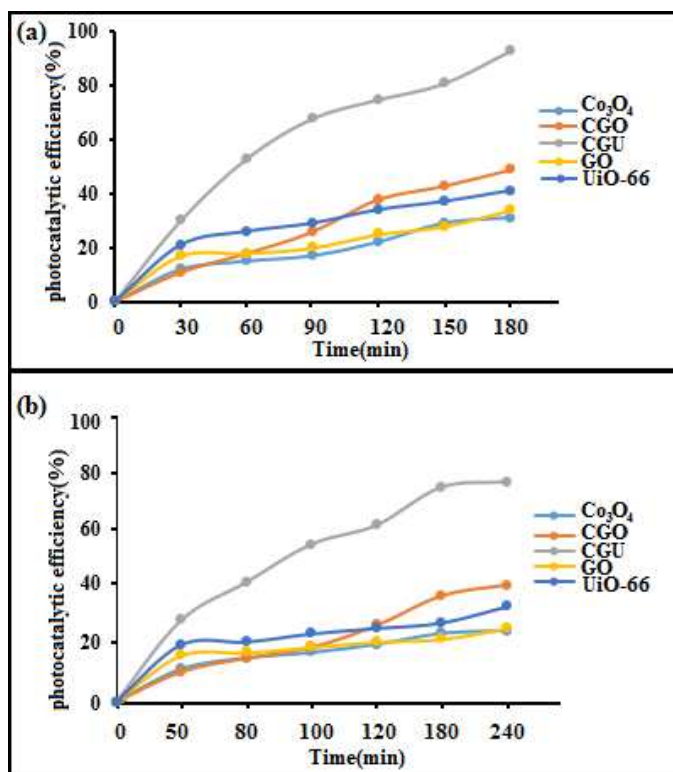 (a)
photocatalytic efficiency(%)
100
80
60
40
20
0
0 30 60 90 120 150 180
Time(min)
Co₃O₄
CGO
CGU
GO
UiO-66
(b)
photocatalytic efficiency(%)
100
80
60
40
20
0
0 50 80 100 120 180 240
Time(min)
Co₃O₄
CGO
CGU
GO
UiO-66